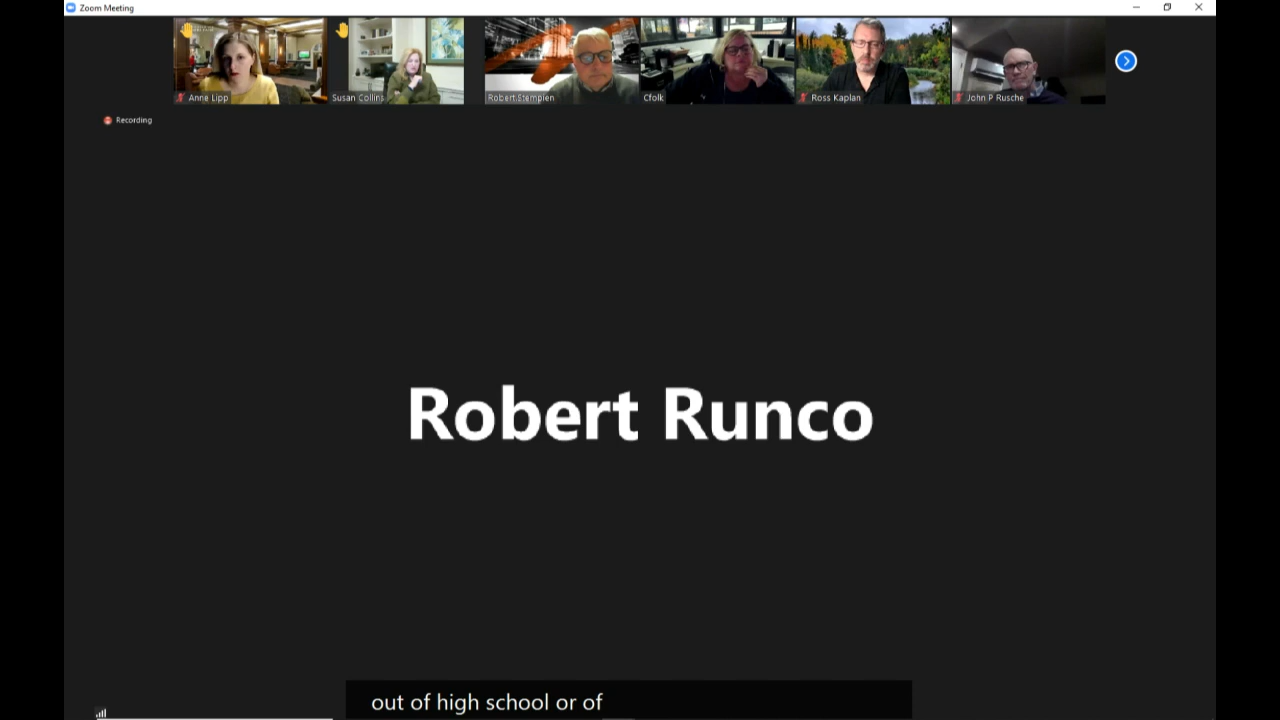 Zoom Meeting
Anne Lipp
Susan Collins
Robert.Stempien
Cfolk
Ross Kaplan
John P Rusche
Recording
Robert Runco
out of high school or of